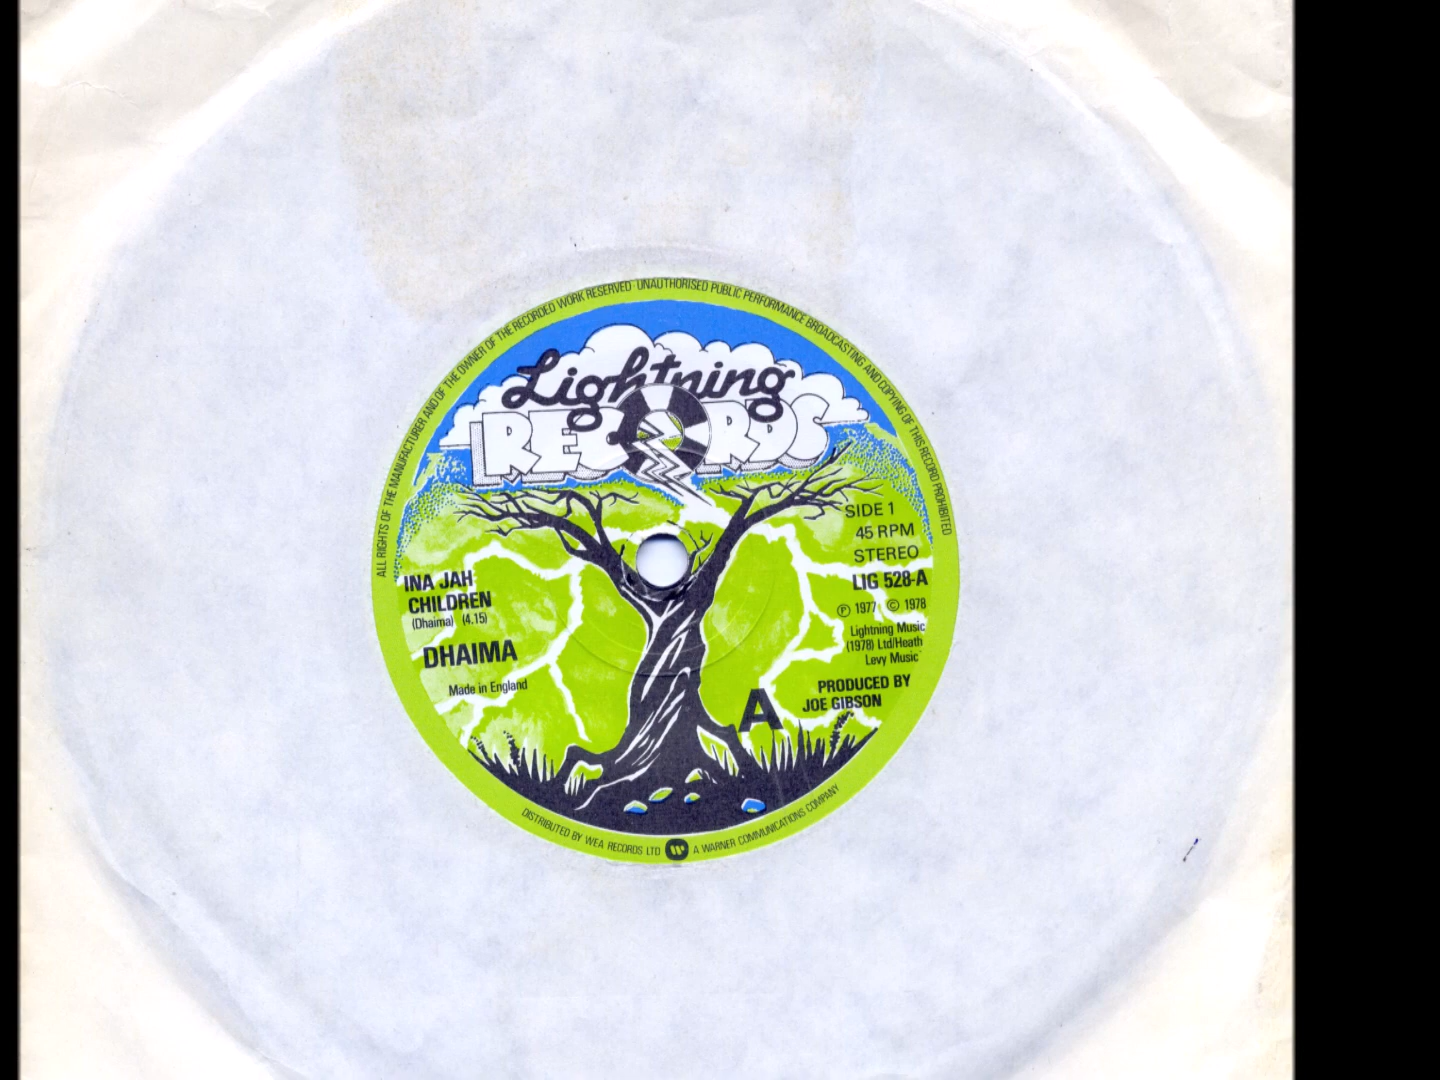 ALL RIGHTS OF THE MANUFACTURER AND OF THE OWNER OF THE RECORDED WORK RESERVED · UNAUTHORISED PUBLIC PERFORMANCE BROADCASTING AND COPYING OF THIS RECORD PROHIBITED
Lightning
RECORDS
SIDE 1
45 RPM
STEREO
LIG 528-A
℗ 1977 © 1978
Lightning Music
(1978) Ltd/Heath
Levy Music
PRODUCED BY
JOE GIBSON
INA JAH
CHILDREN
(Dhaima) (4.15)
DHAIMA
Made in England
A
DISTRIBUTED BY WEA RECORDS LTD W A WARNER COMMUNICATIONS COMPANY